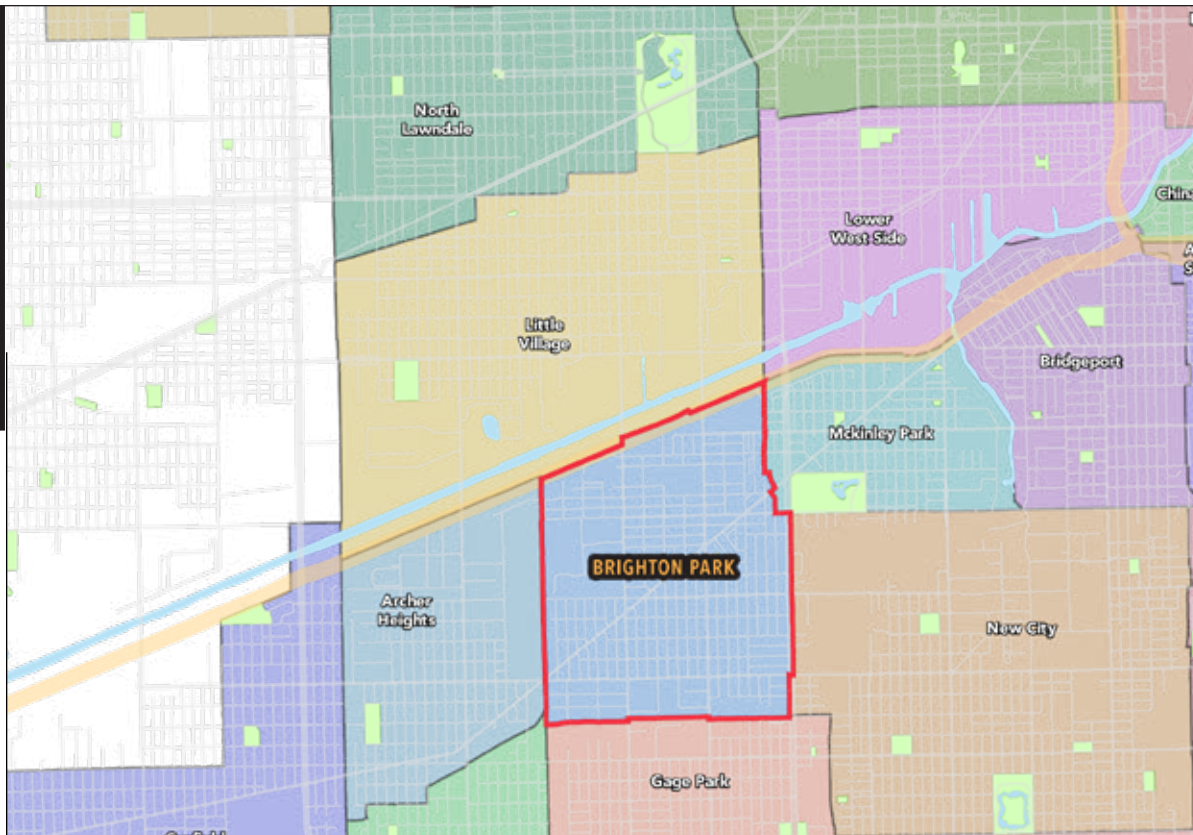 North
Lawndale
Lower
West Side
Little
Village
Bridgeport
Mckinley Park
BRIGHTON PARK
Archer
Heights
New City
Gage Park